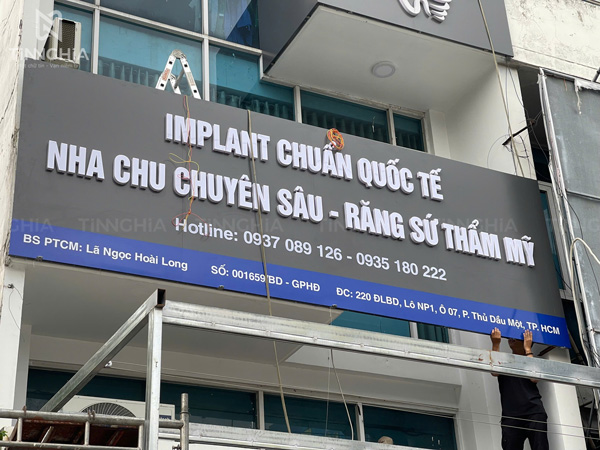 TINNGHIA
IMPLANT CHUẨN QUỐC TẾ
NHA CHU CHUYÊN SÂU - RĂNG SỨ THẨM MỸ
Hotline: 0937 089 126 - 0935 180 222
BS PTCM: Lã Ngọc Hoài Long SỐ: 001659/BD - GPHĐ ĐC: 220 ĐLBD, Lô NP1, Ô 07, P. Thủ Dầu Một, TP. HCM